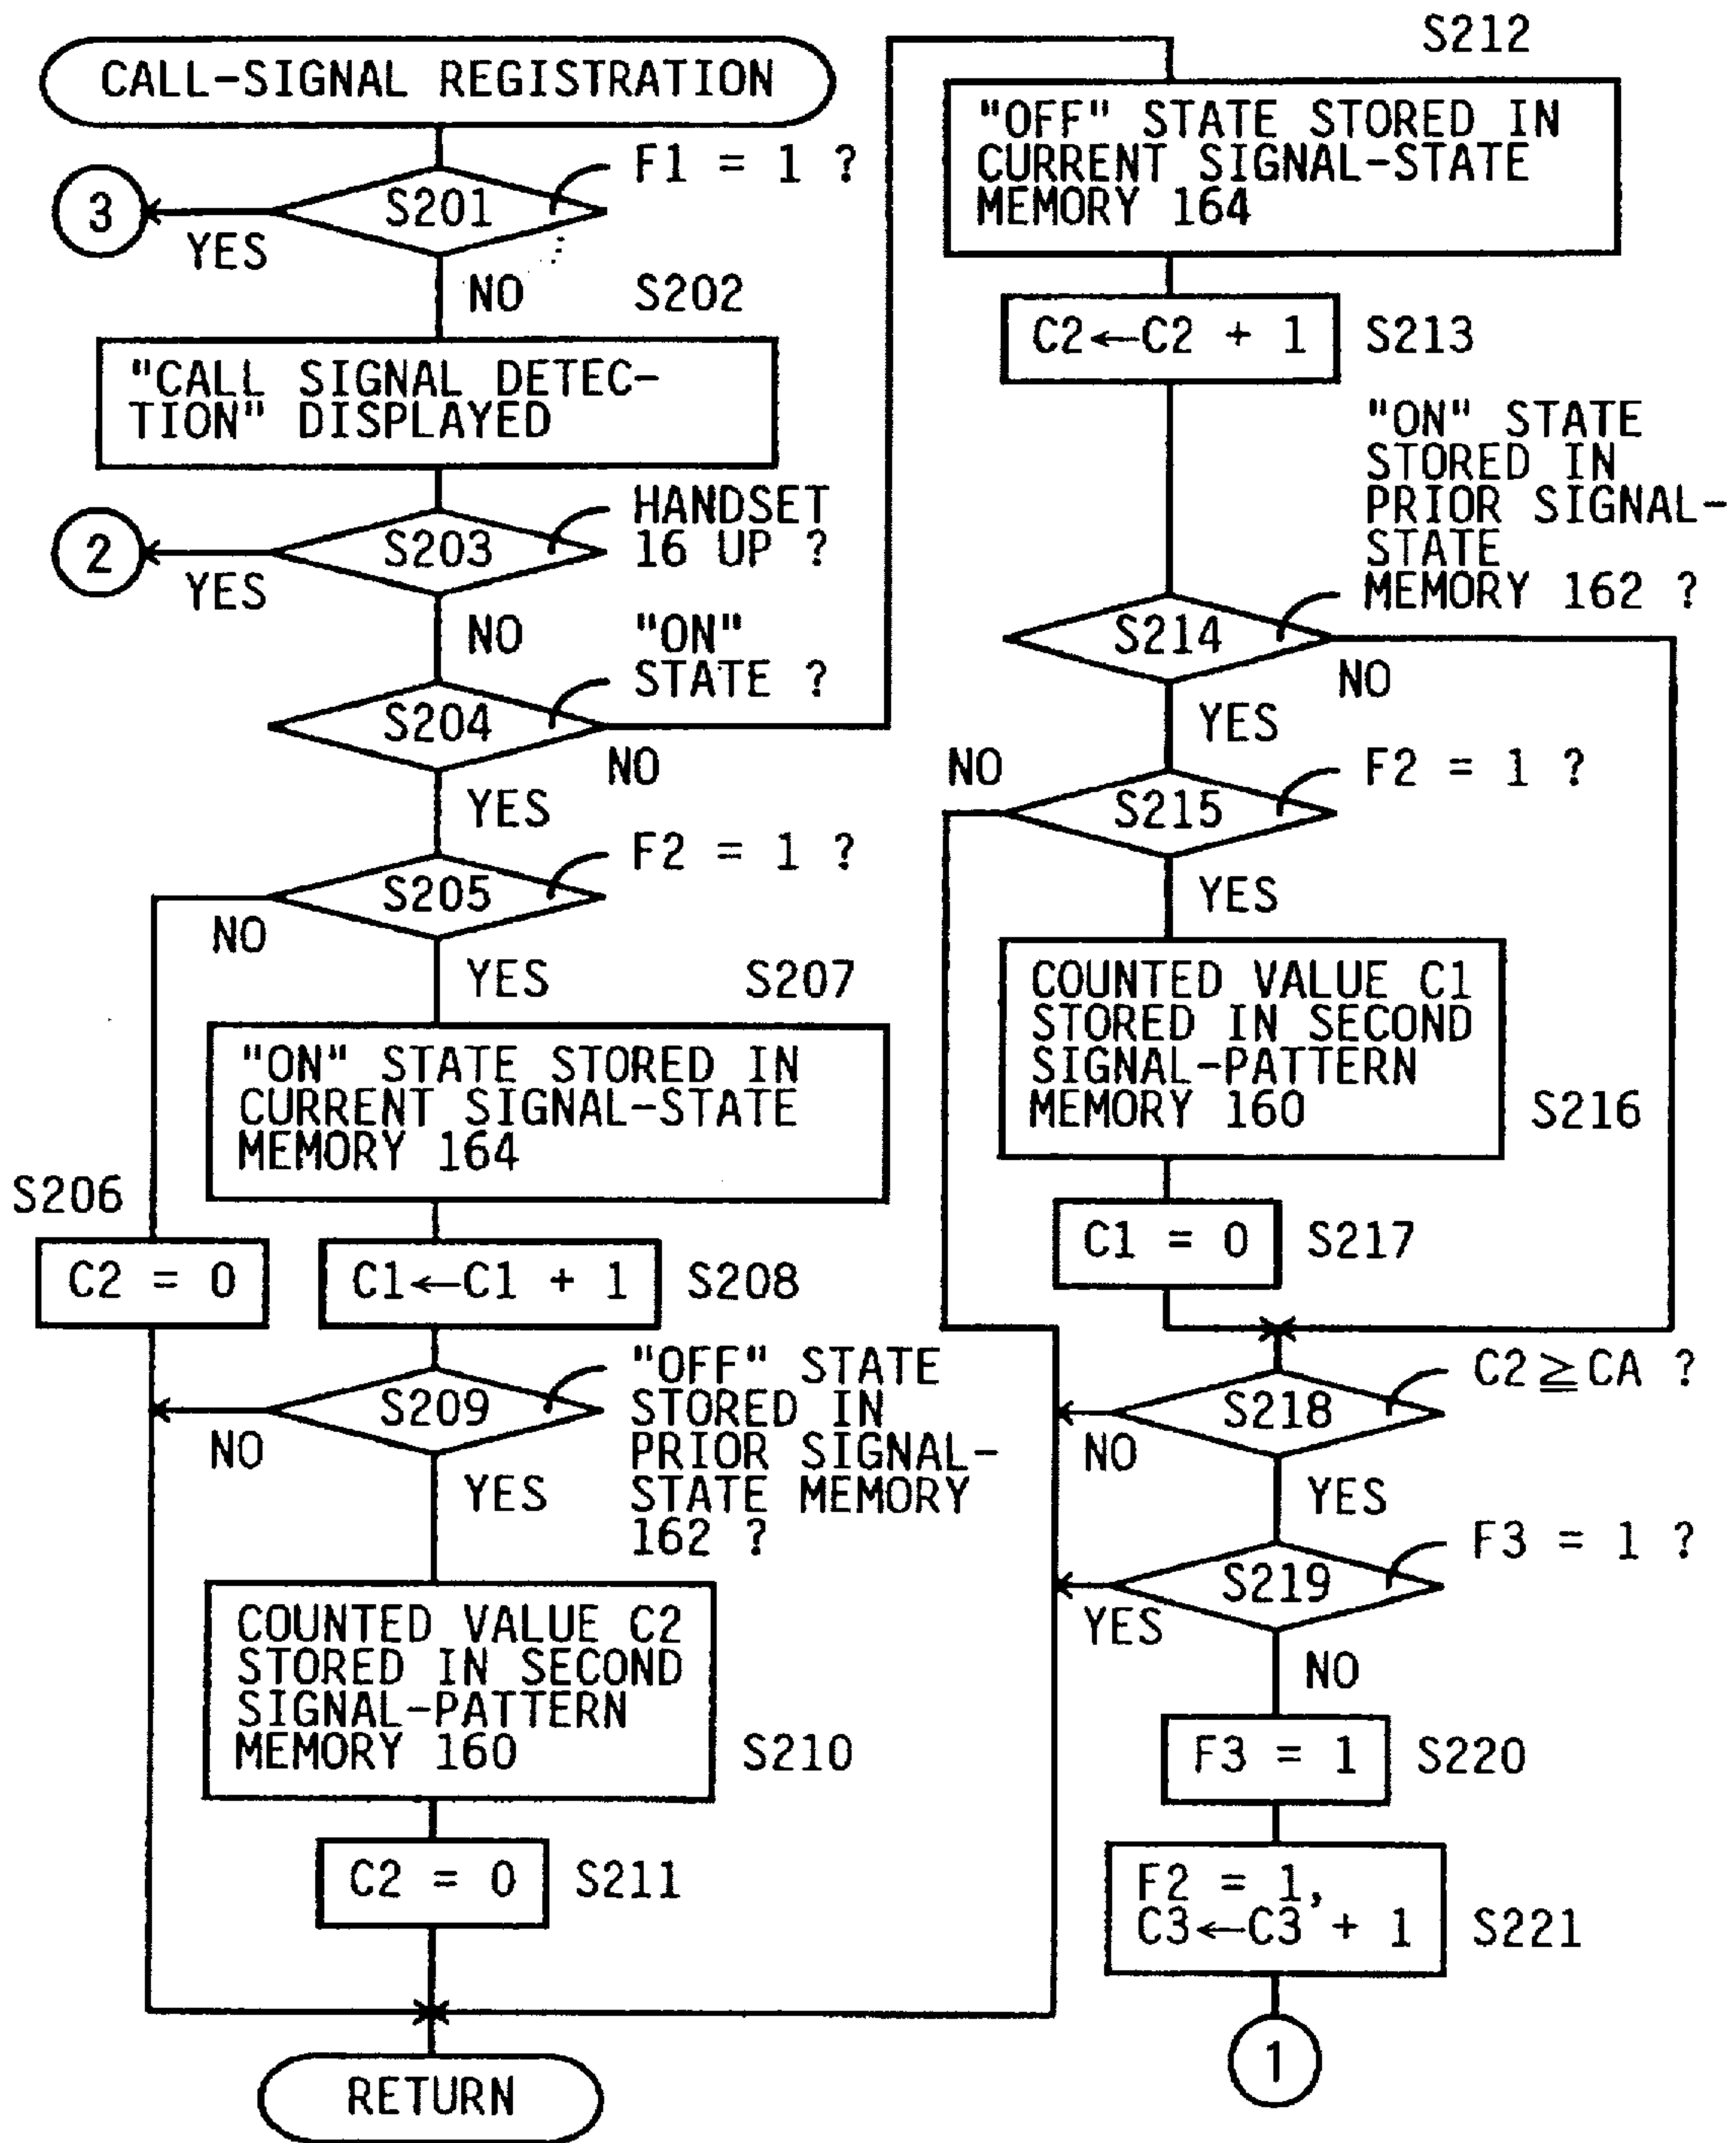 CALL-SIGNAL REGISTRATION
F1 = 1 ?
S201
3
YES
NO
S202
"CALL SIGNAL DETEC-
TION" DISPLAYED
HANDSET
16 UP ?
S203
2
YES
NO
"ON"
STATE ?
S204
NO
YES
F2 = 1 ?
S205
NO
YES
S207
"ON" STATE STORED IN
CURRENT SIGNAL-STATE
MEMORY 164
S206
C2 = 0
C1←C1 + 1
S208
"OFF" STATE
STORED IN
PRIOR SIGNAL-
STATE MEMORY
162 ?
S209
NO
YES
COUNTED VALUE C2
STORED IN SECOND
SIGNAL-PATTERN
MEMORY 160
S210
C2 = 0
S211
RETURN
S212
"OFF" STATE STORED IN
CURRENT SIGNAL-STATE
MEMORY 164
C2←C2 + 1
S213
"ON" STATE
STORED IN
PRIOR SIGNAL-
STATE
MEMORY 162 ?
S214
NO
YES
NO
F2 = 1 ?
S215
YES
COUNTED VALUE C1
STORED IN SECOND
SIGNAL-PATTERN
MEMORY 160
S216
C1 = 0
S217
C2≧CA ?
S218
NO
YES
F3 = 1 ?
S219
YES
NO
F3 = 1
S220
F2 = 1,
C3←C3 + 1
S221
1